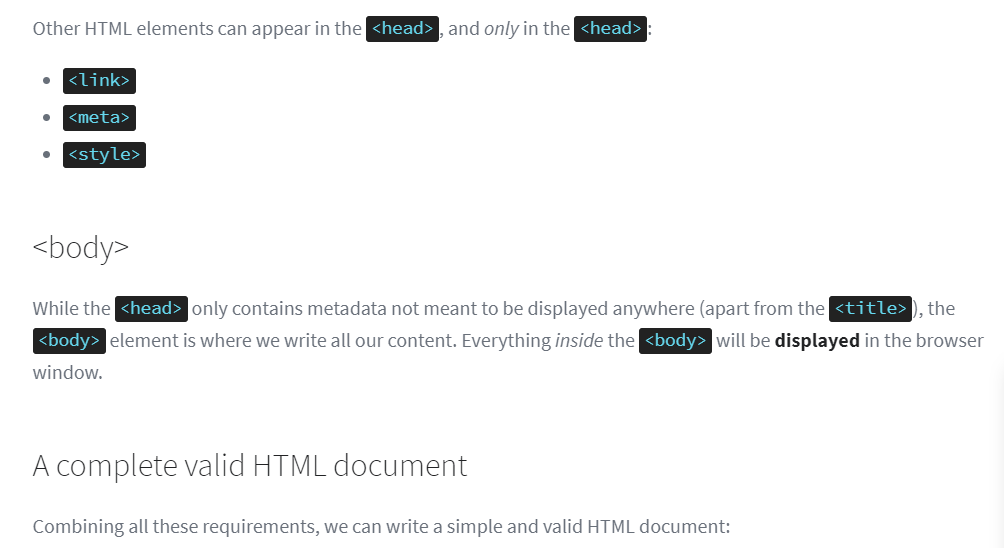 Other HTML elements can appear in the <head>, and only in the <head>:
<link>
<meta>
<style>
<body>
While the <head> only contains metadata not meant to be displayed anywhere (apart from the <title>), the
<body> element is where we write all our content. Everything inside the <body> will be displayed in the browser
window.
A complete valid HTML document
Combining all these requirements, we can write a simple and valid HTML document: